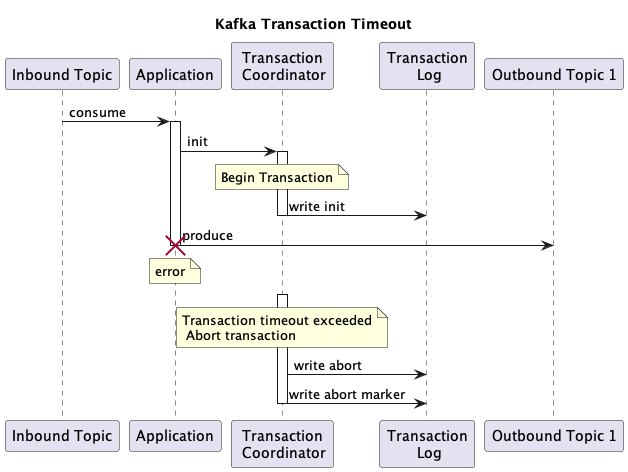 Kafka Transaction Timeout
Inbound Topic
Application
Transaction
Coordinator
Transaction
Log
Outbound Topic 1
consume
init
Begin Transaction
write init
produce
error
Transaction timeout exceeded
Abort transaction
write abort
write abort marker
Inbound Topic
Application
Transaction
Coordinator
Transaction
Log
Outbound Topic 1